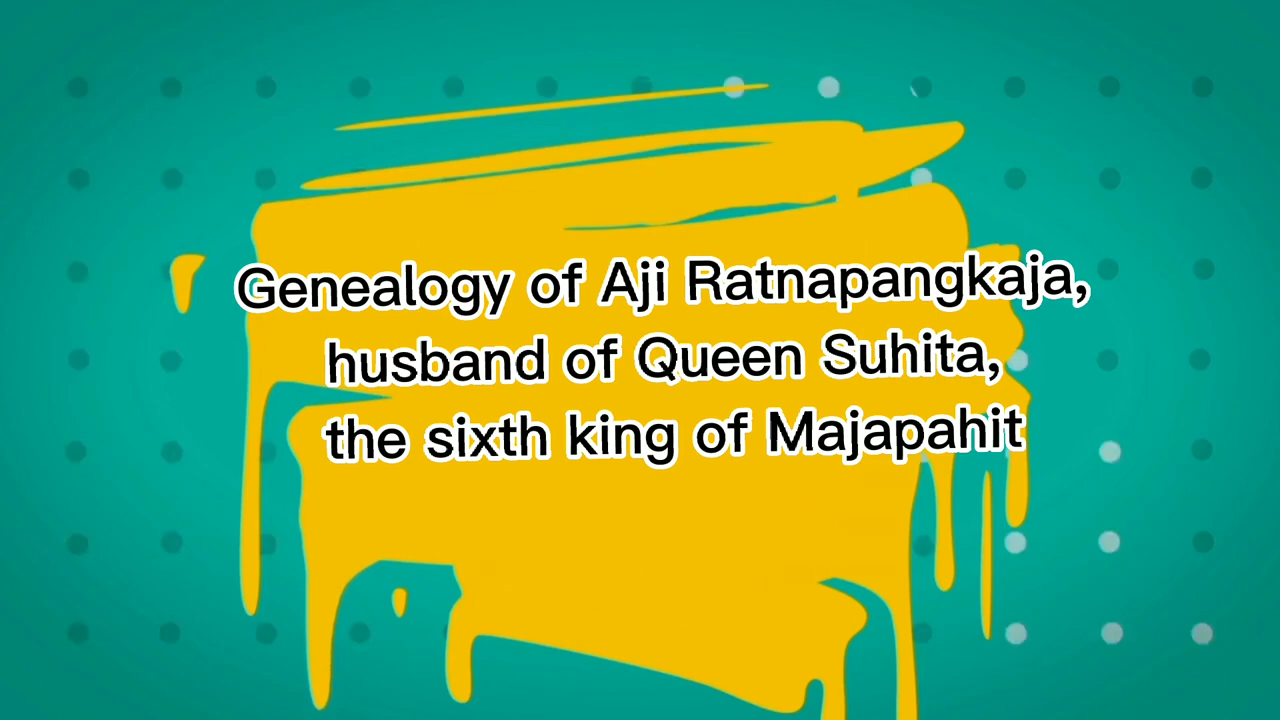 Genealogy of Aji Ratnapangkaja,
husband of Queen Suhita,
the sixth king of Majapahit